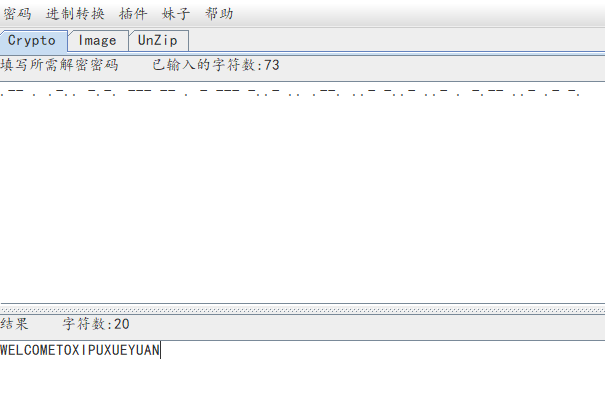 密码 进制转换 插件 妹子 帮助
Crypto Image UnZip
填写所需解密密码 已输入的字符数:73
.-- . .-.. -.-. --- -- . - --- -..- .. .--. ..- -..- ..- . -.-- ..- .- -.
结果 字符数:20
WELCOMETOXIPUXUEYUAN